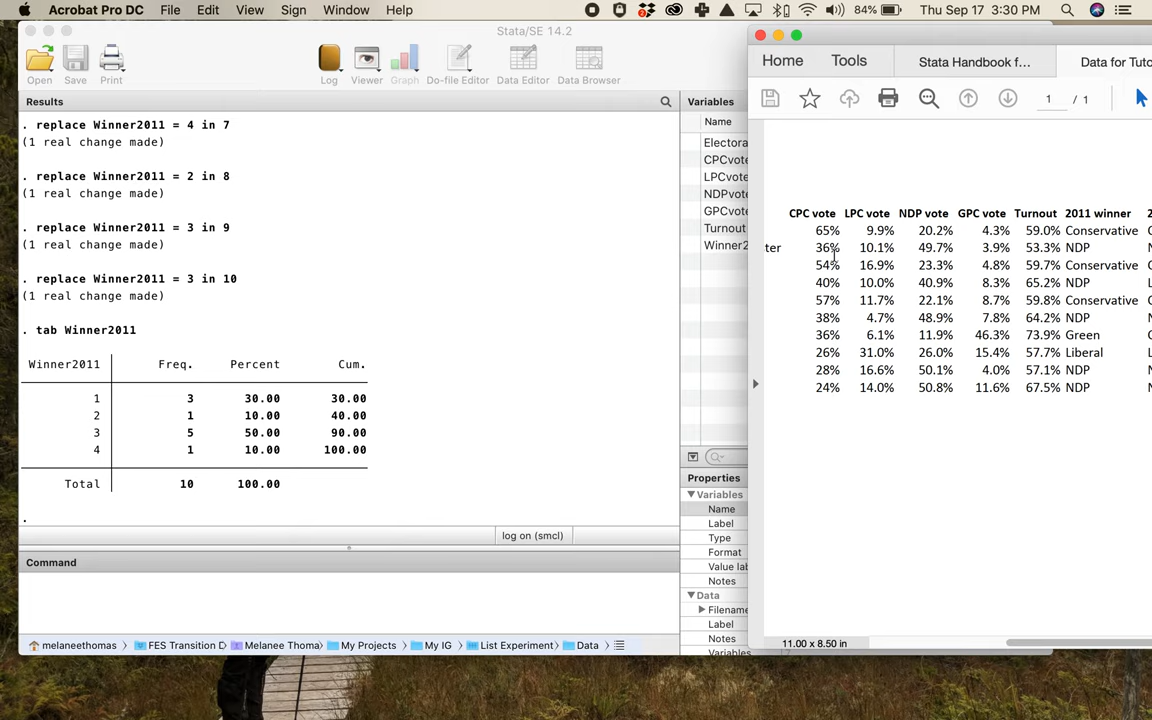 Acrobat Pro DC File Edit View Sign Window Help 2 84% Thu Sep 17 3:30 PM
Stata/SE 14.2
Open Save Print Log Viewer Graph Do-file Editor Data Editor Data Browser
Results
. replace Winner2011 = 4 in 7
(1 real change made)
. replace Winner2011 = 2 in 8
(1 real change made)
. replace Winner2011 = 3 in 9
(1 real change made)
. replace Winner2011 = 3 in 10
(1 real change made)
. tab Winner2011
Winner2011 Freq. Percent Cum.
1 3 30.00 30.00
2 1 10.00 40.00
3 5 50.00 90.00
4 1 10.00 100.00
Total 10 100.00
.
log on (smcl)
Command
melaneethomas FES Transition D Melanee Thoma My Projects My IG List Experiment Data
Variables
Name
Electora
CPCvote
LPCvote
NDPvote
GPCvote
Turnout
Winner2
Properties
Variables
Name
Label
Type
Format
Value lab
Notes
Data
Filename
Label
Notes
Variables
Home Tools Stata Handbook f... Data for Tuto
1 / 1
CPC vote LPC vote NDP vote GPC vote Turnout 2011 winner 2
65% 9.9% 20.2% 4.3% 59.0% Conservative C
ter 36% 10.1% 49.7% 3.9% 53.3% NDP N
54% 16.9% 23.3% 4.8% 59.7% Conservative C
40% 10.0% 40.9% 8.3% 65.2% NDP L
57% 11.7% 22.1% 8.7% 59.8% Conservative C
38% 4.7% 48.9% 7.8% 64.2% NDP N
36% 6.1% 11.9% 46.3% 73.9% Green G
26% 31.0% 26.0% 15.4% 57.7% Liberal L
28% 16.6% 50.1% 4.0% 57.1% NDP N
24% 14.0% 50.8% 11.6% 67.5% NDP N
11.00 x 8.50 in